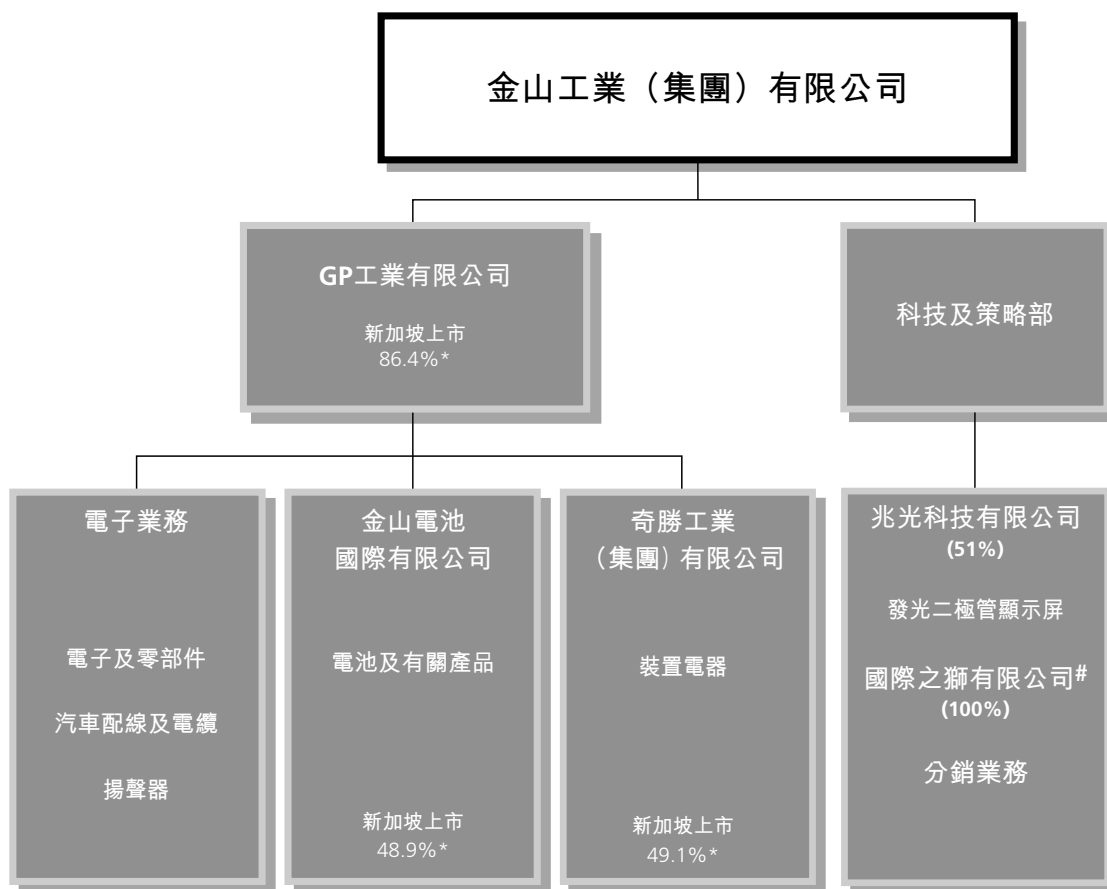 金山工業（集團）有限公司
GP工業有限公司
新加坡上市
86.4%*
科技及策略部
電子業務
電子及零部件
汽車配線及電纜
揚聲器
金山電池
國際有限公司
電池及有關產品
新加坡上市
48.9%*
奇勝工業
（集團）有限公司
裝置電器
新加坡上市
49.1%*
兆光科技有限公司
(51%)
發光二極管顯示屏
國際之獅有限公司#
(100%)
分銷業務